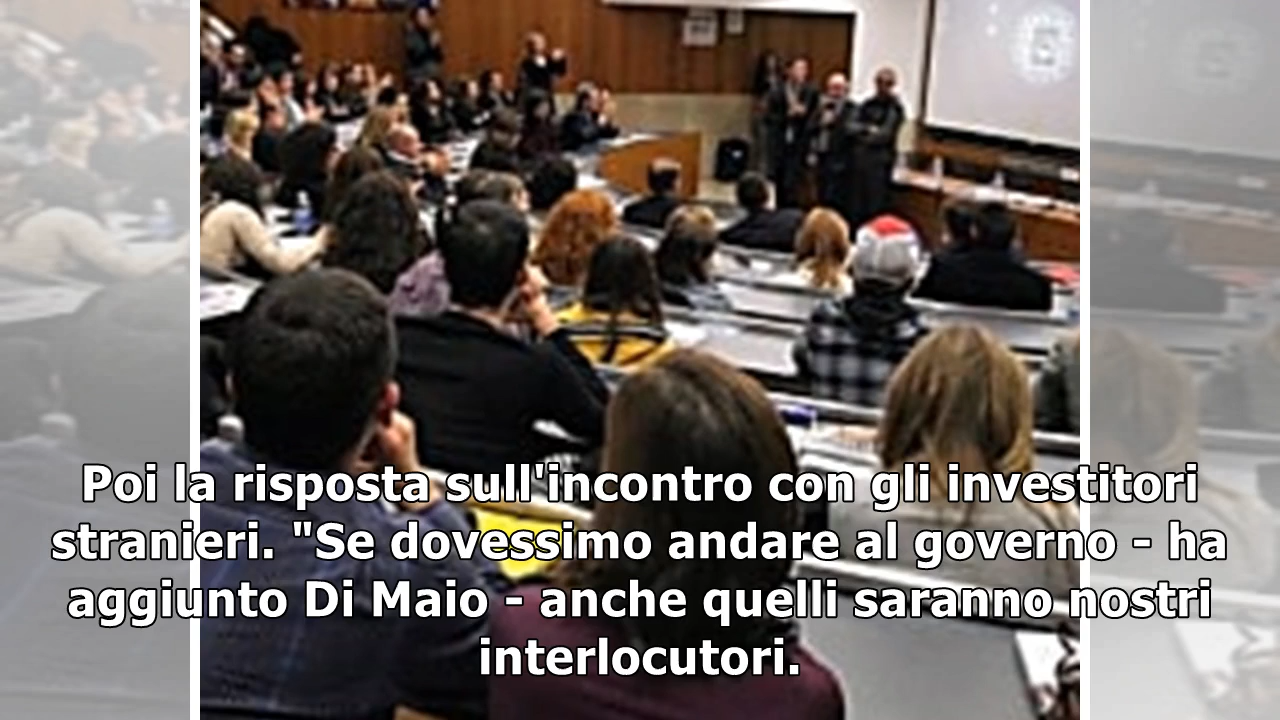 Poi la risposta sull'incontro con gli investitori
stranieri. "Se dovessimo andare al governo - ha
aggiunto Di Maio - anche quelli saranno nostri
interlocutori.